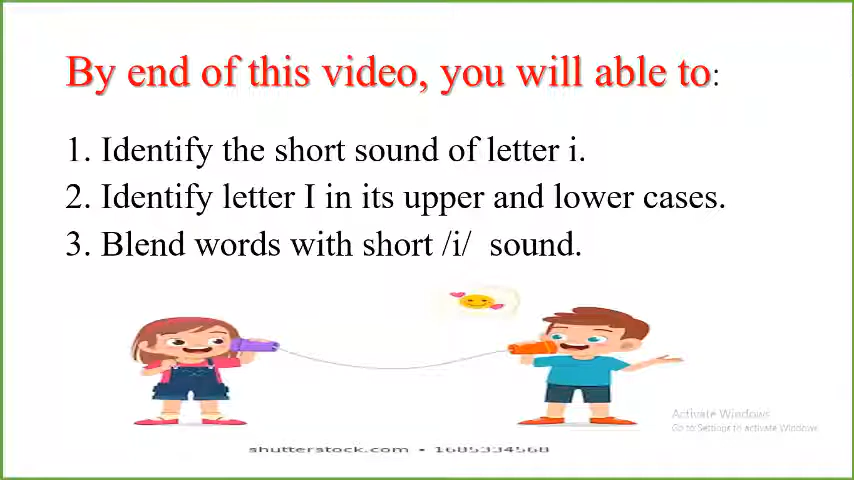 By end of this video, you will able to:
1. Identify the short sound of letter i.
2. Identify letter I in its upper and lower cases.
3. Blend words with short /i/ sound.
Activate Windows
Go to Settings to activate Windows.
shutterstock.com • 1685334568